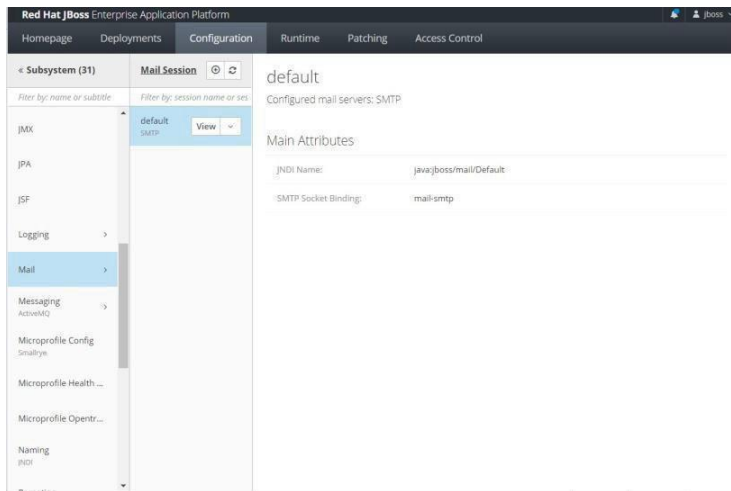 Red Hat JBoss Enterprise Application Platform
jboss
Homepage Deployments Configuration Runtime Patching Access Control
« Subsystem (31)
Filter by: name or subtitle
JMX
JPA
JSF
Logging
Mail
Messaging
ActiveMQ
Microprofile Config
Smallrye
Microprofile Health ...
Microprofile Opentr...
Naming
JNDI
Mail Session
Filter by: session name or ses
default
SMTP
View
default
Configured mail servers: SMTP
Main Attributes
JNDI Name: java:jboss/mail/Default
SMTP Socket Binding: mail-smtp